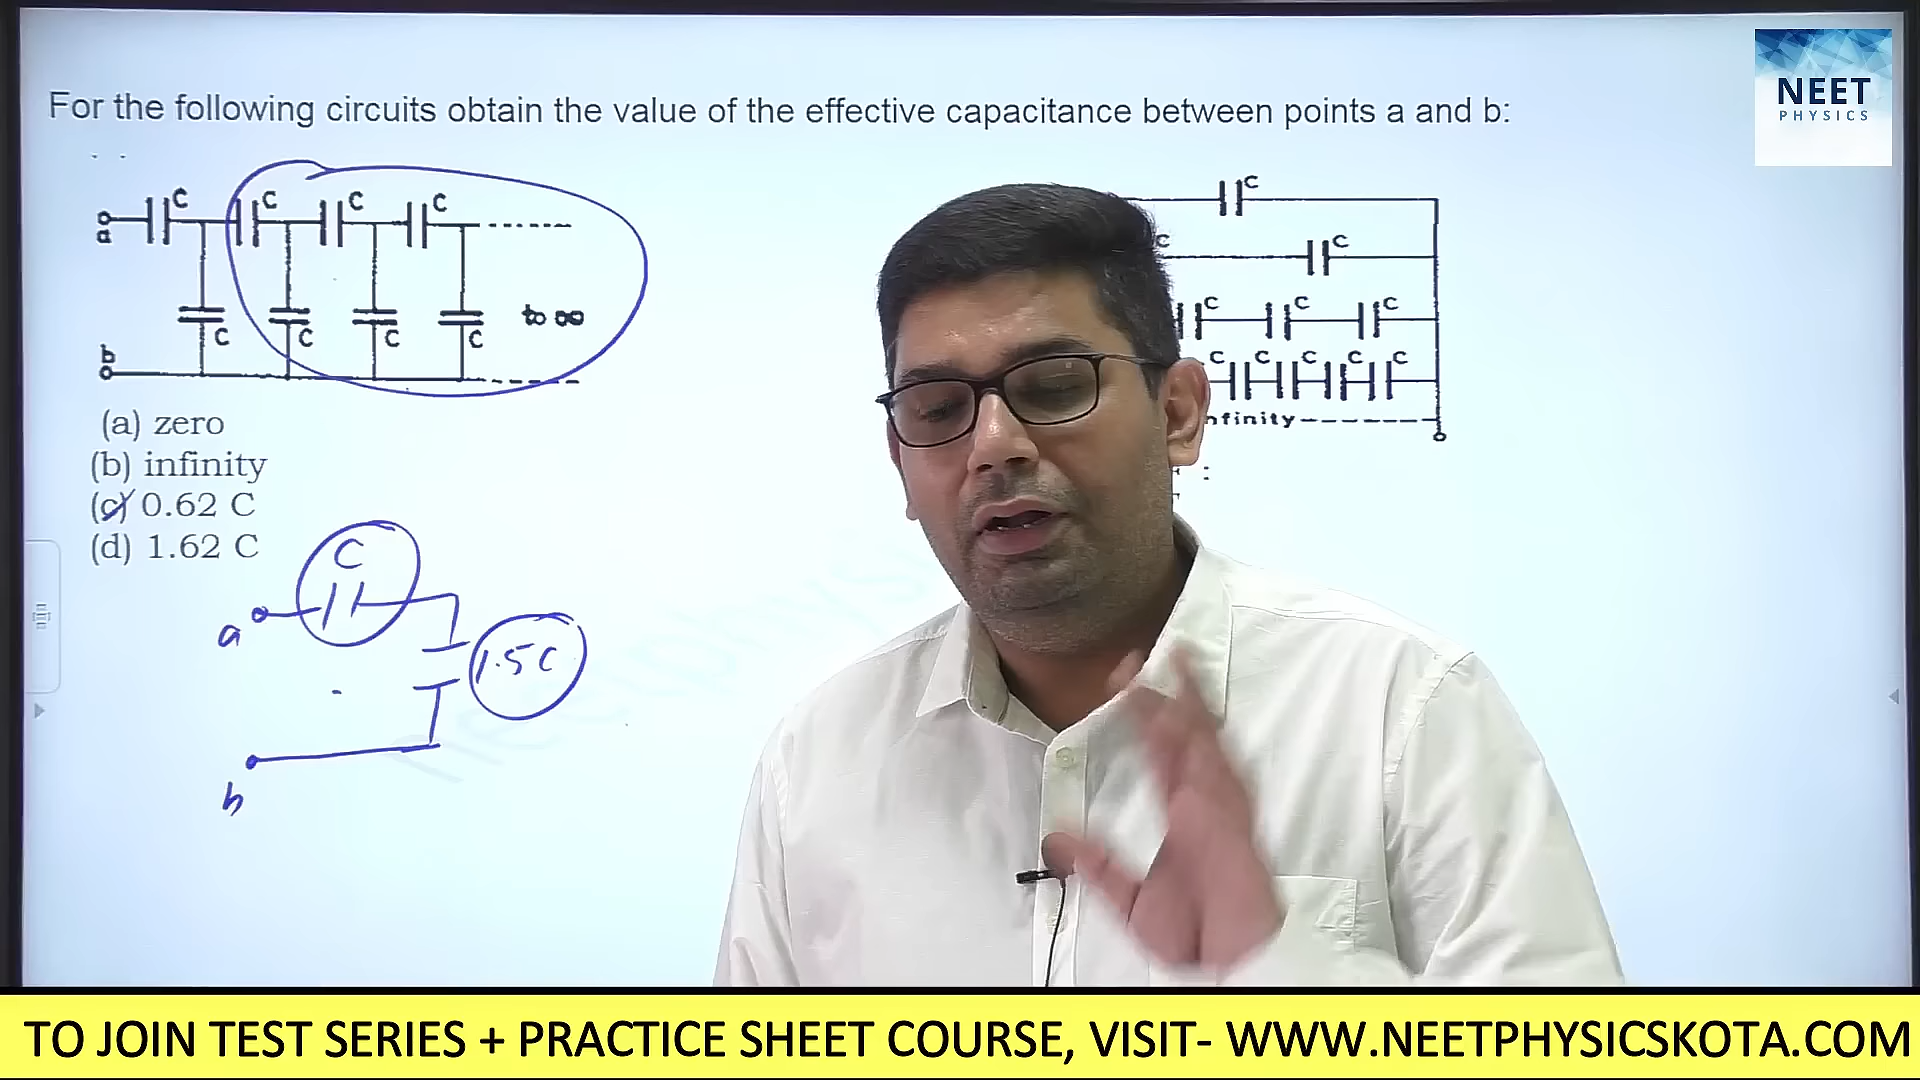 NEET
PHYSICS
For the following circuits obtain the value of the effective capacitance between points a and b:
C C C C
a
C C C C
to ∞
b
(a) zero
(b) infinity
(c) 0.62 C
(d) 1.62 C
C
C C
C C C
C C C C C
nfinity
:
C
a
1.5 C
b
TO JOIN TEST SERIES + PRACTICE SHEET COURSE, VISIT- WWW.NEETPHYSICSKOTA.COM